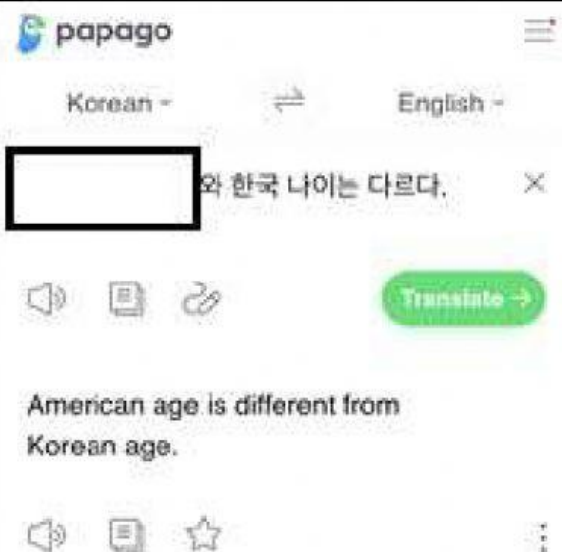 papago
Korean
English
와 한국 나이는 다르다.
Translate
American age is different from
Korean age.